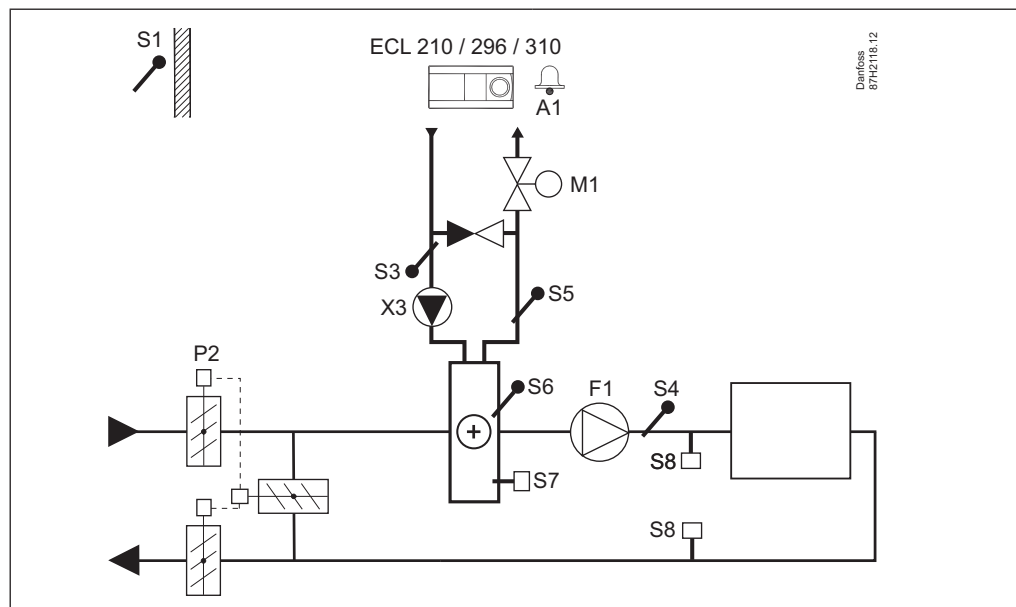 S1
ECL 210 / 296 / 310
Danfoss
87H2118.12
A1
M1
S3
S5
X3
P2
S6
F1
S4
S8
S7
S8